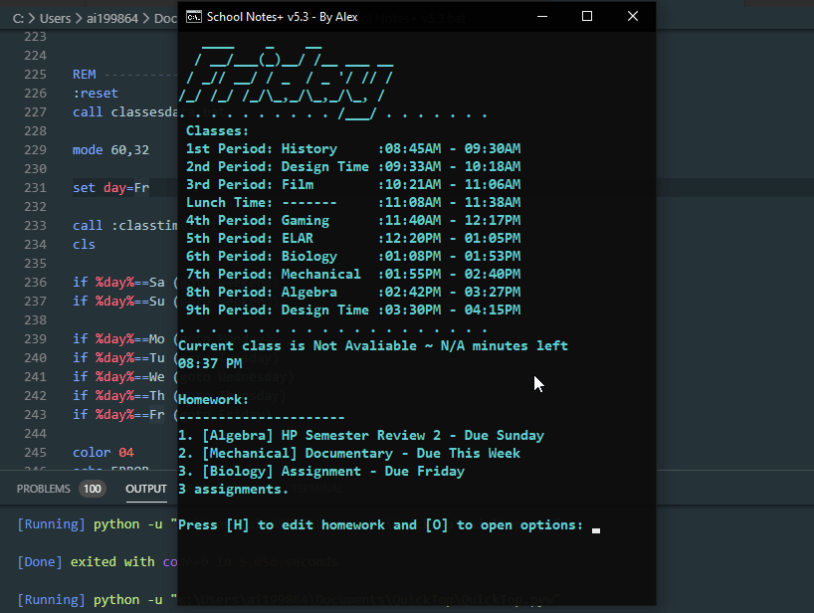 C: > Users > ai199864 > Doc
School Notes+ v5.3 - By Alex
223
224
225 REM -----------
226 :reset
227 call classesda
228
229 mode 60,32
230
231 set day=Fr
232
233 call :classtim
234 cls
235
236 if %day%==Sa (
237 if %day%==Su (
238
239 if %day%==Mo (
240 if %day%==Tu (
241 if %day%==We (
242 if %day%==Th (
243 if %day%==Fr (
244
245 color 04
246 echo ERROR
PROBLEMS 100 OUTPUT
[Running] python -u "
[Done] exited with co
[Running] python -u "
Friday
. . . . . . . . . . . . . . . . .
Classes:
1st Period: History :08:45AM - 09:30AM
2nd Period: Design Time :09:33AM - 10:18AM
3rd Period: Film :10:21AM - 11:06AM
Lunch Time: ------- :11:08AM - 11:38AM
4th Period: Gaming :11:40AM - 12:17PM
5th Period: ELAR :12:20PM - 01:05PM
6th Period: Biology :01:08PM - 01:53PM
7th Period: Mechanical :01:55PM - 02:40PM
8th Period: Algebra :02:42PM - 03:27PM
9th Period: Design Time :03:30PM - 04:15PM
. . . . . . . . . . . . . . . . . . . .
Current class is Not Avaliable ~ N/A minutes left
08:37 PM
Homework:
---------------------
1. [Algebra] HP Semester Review 2 - Due Sunday
2. [Mechanical] Documentary - Due This Week
3. [Biology] Assignment - Due Friday
3 assignments.
Press [H] to edit homework and [O] to open options: